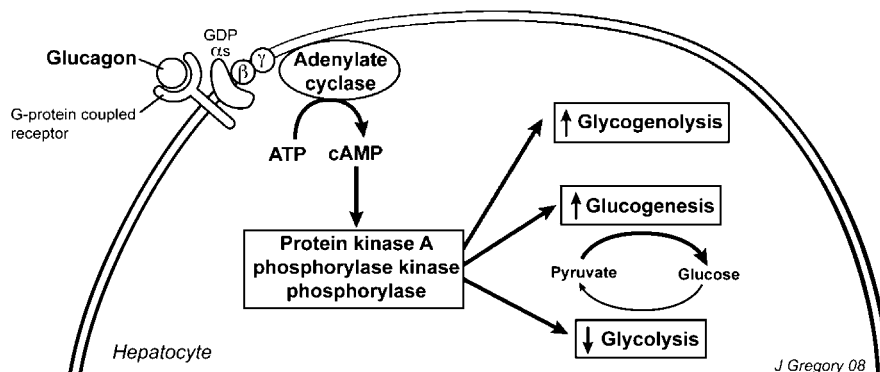 GDP
αs
β
γ
Glucagon
G-protein coupled
receptor
Adenylate
cyclase
ATP
cAMP
Protein kinase A
phosphorylase kinase
phosphorylase
↑ Glycogenolysis
↑ Glucogenesis
Pyruvate
Glucose
↓ Glycolysis
Hepatocyte
J Gregory 08